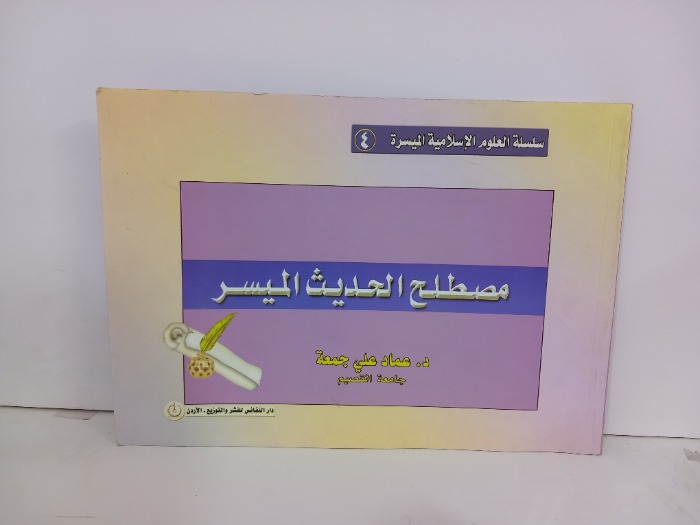 سلسلة العلوم الإسلامية الميسرة ٤
مصطلح الحديث الميسر
د. عماد علي جمعة
جامعة القصيم
دار النفائس للنشر والتوزيع، الأردن